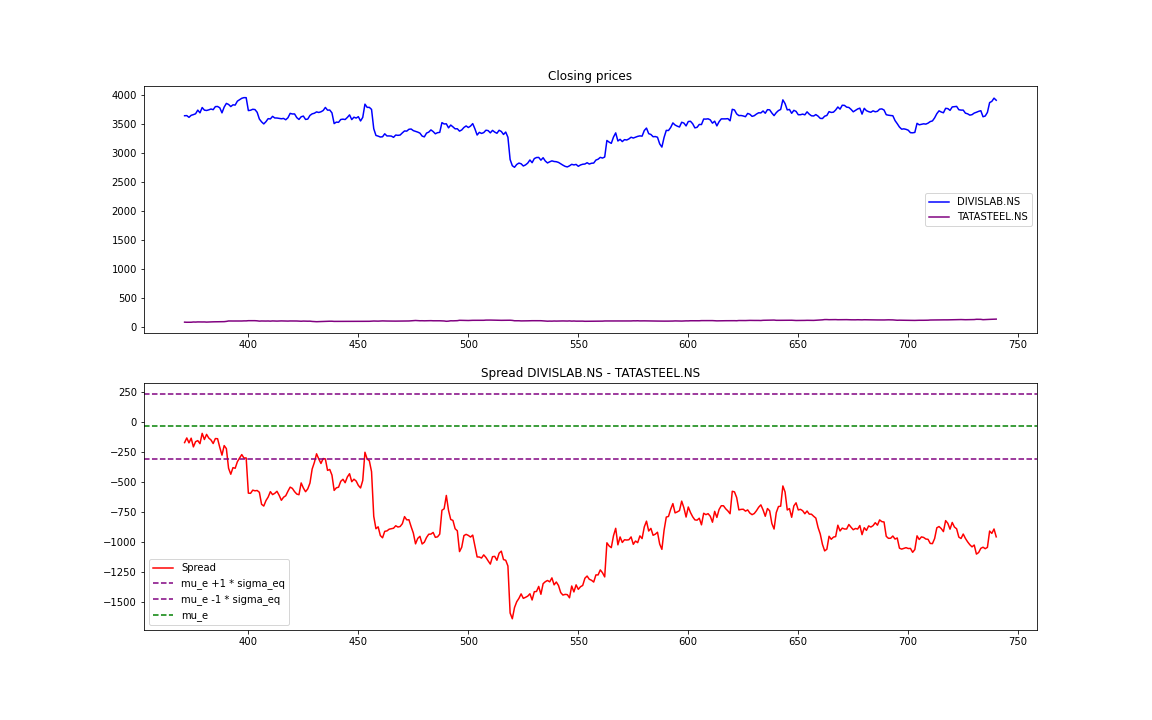 Closing prices
4000
3500
3000
2500
2000
1500
1000
500
0
DIVISLAB.NS
TATASTEEL.NS
400 450 500 550 600 650 700 750
Spread DIVISLAB.NS - TATASTEEL.NS
250
0
−250
−500
−750
−1000
−1250
−1500
Spread
mu_e +1 * sigma_eq
mu_e -1 * sigma_eq
mu_e
400 450 500 550 600 650 700 750